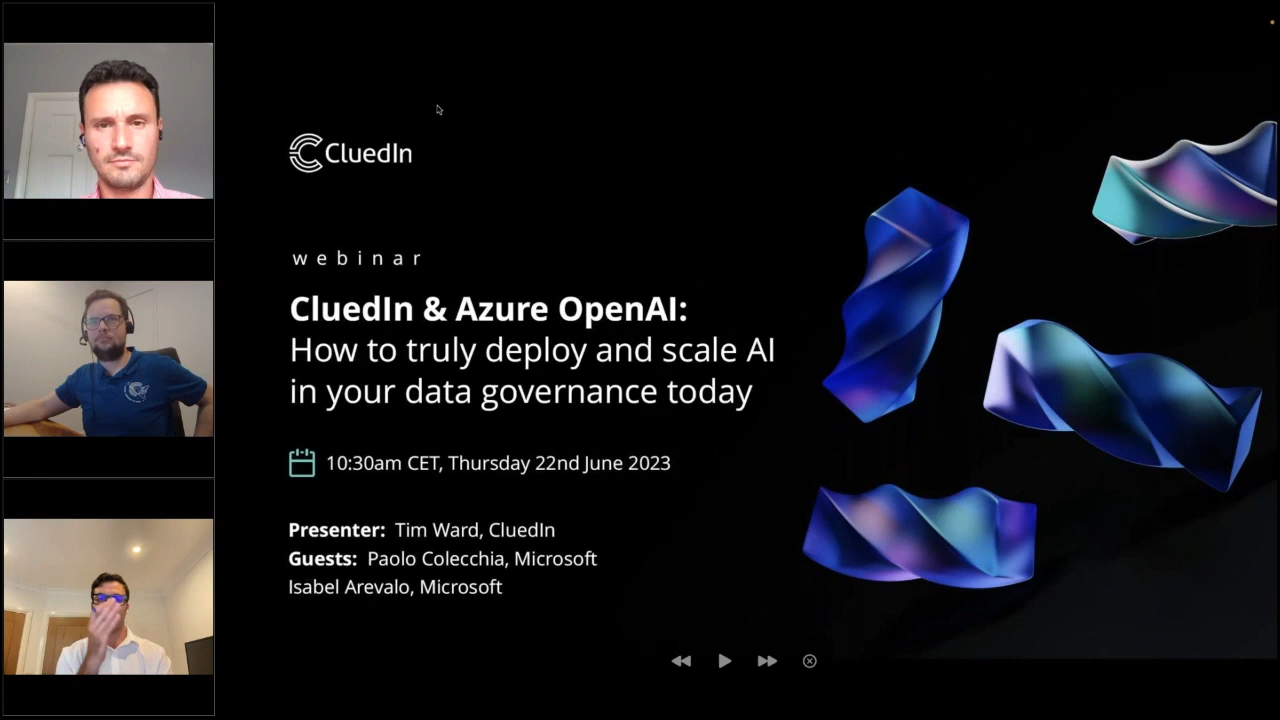 CluedIn
webinar
CluedIn & Azure OpenAI:
How to truly deploy and scale AI
in your data governance today
10:30am CET, Thursday 22nd June 2023
Presenter: Tim Ward, CluedIn
Guests: Paolo Colecchia, Microsoft
Isabel Arevalo, Microsoft